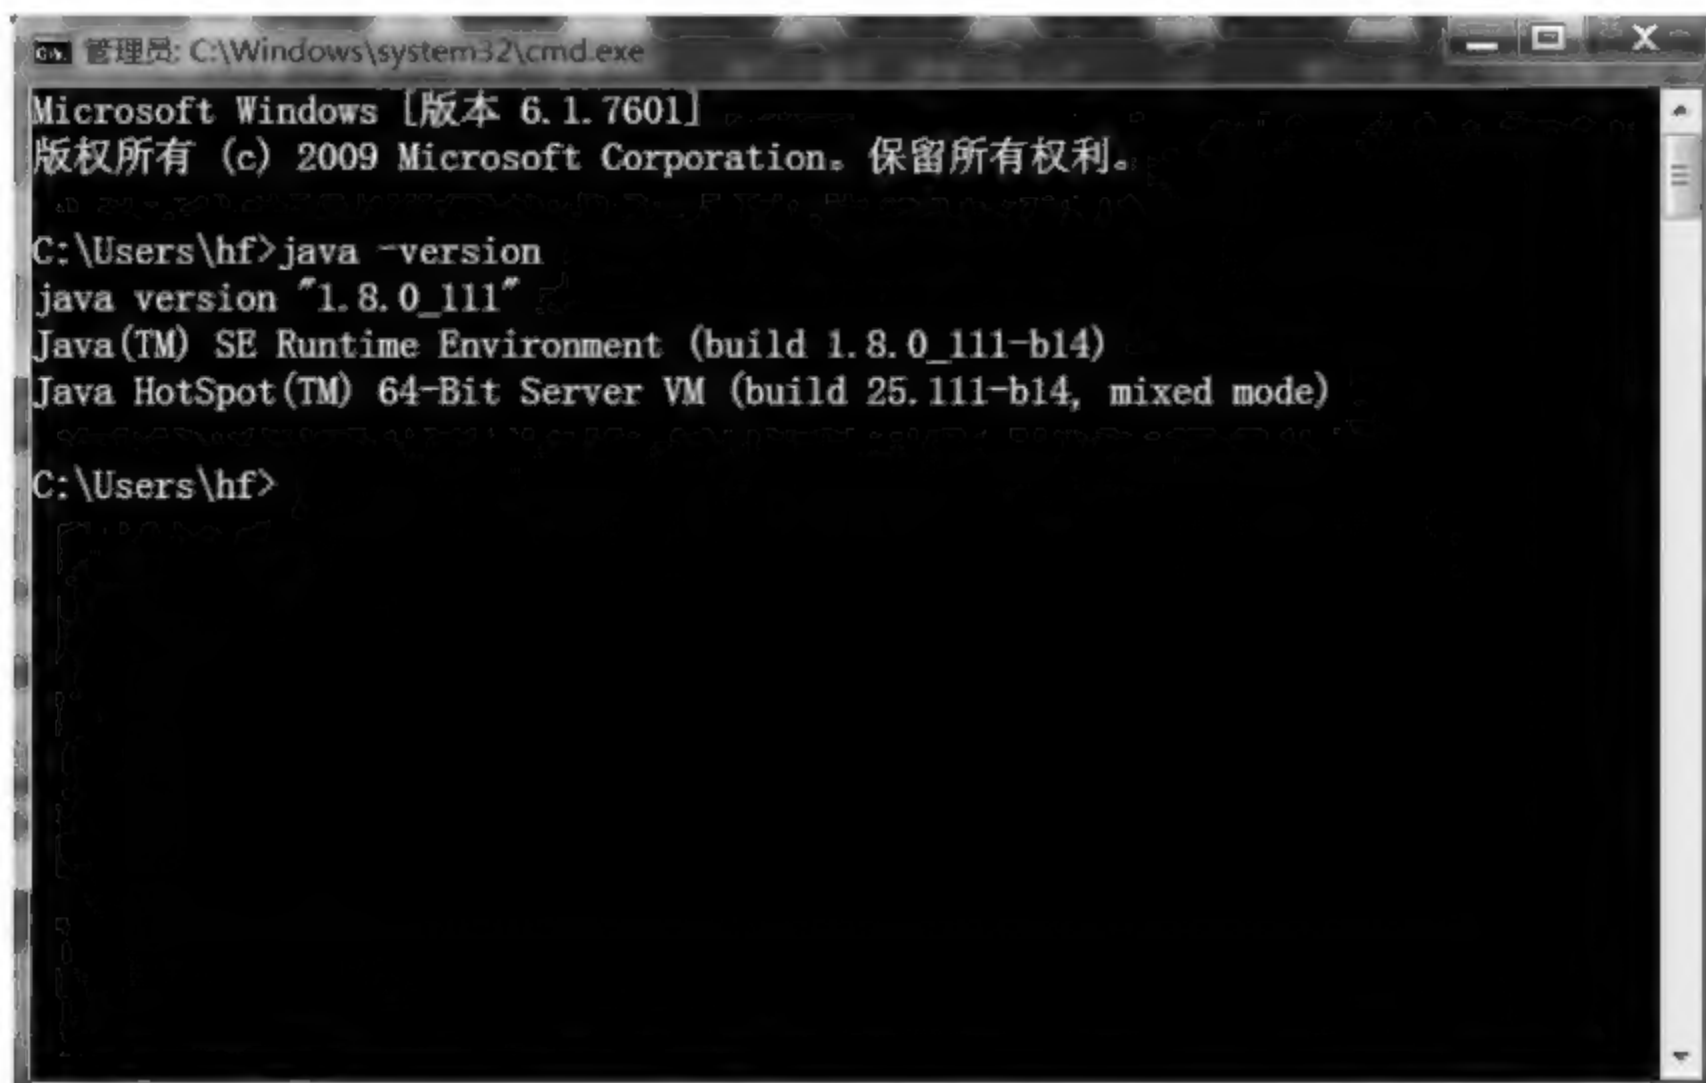 管理员: C:\Windows\system32\cmd.exe
Microsoft Windows [版本 6.1.7601]
版权所有 (c) 2009 Microsoft Corporation。保留所有权利。
C:\Users\hf>java -version
java version "1.8.0_111"
Java(TM) SE Runtime Environment (build 1.8.0_111-b14)
Java HotSpot(TM) 64-Bit Server VM (build 25.111-b14, mixed mode)
C:\Users\hf>